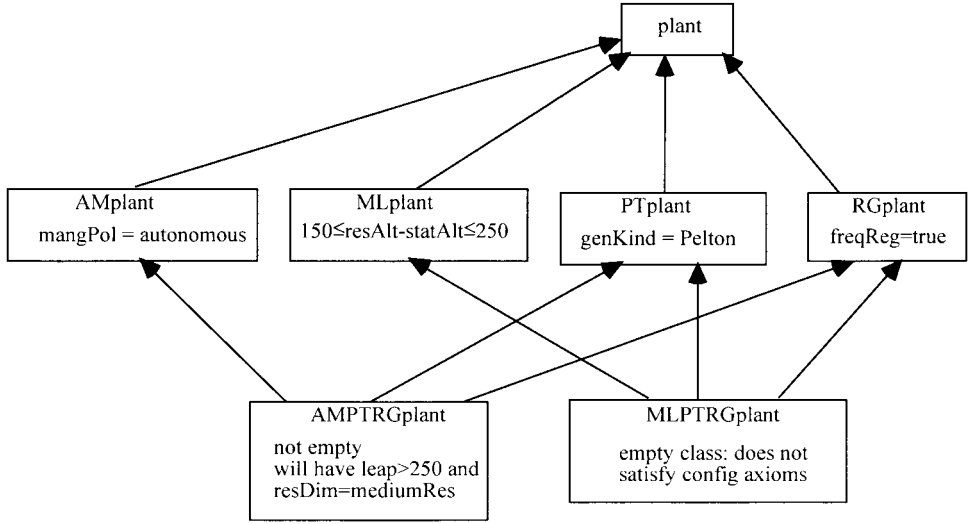 plant
AMplant
mangPol = autonomous
MLplant
150≤resAlt-statAlt≤250
PTplant
genKind = Pelton
RGplant
freqReg=true
AMPTRGplant
not empty
will have leap>250 and
resDim=mediumRes
MLPTRGplant
empty class: does not
satisfy config axioms